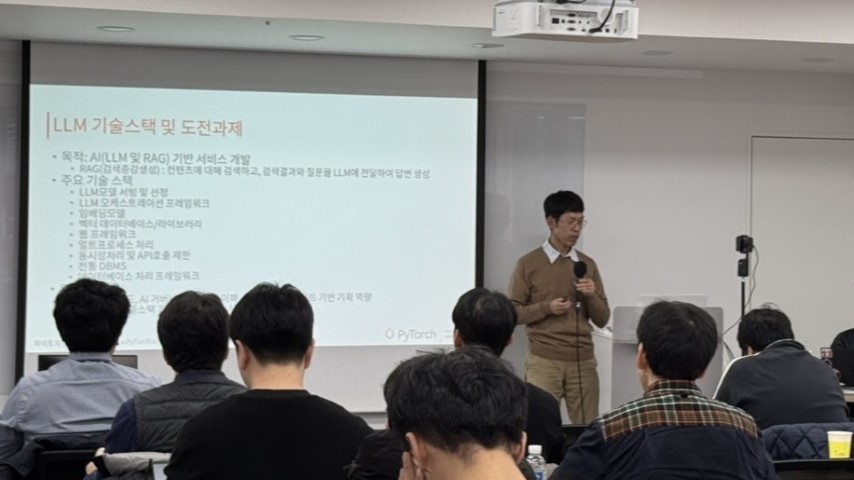 LLM 기술스택 및 도전과제
• 목적: AI(LLM 및 RAG) 기반 서비스 개발
• RAG(검색증강생성) : 컨텐츠에 대해 검색하고, 검색결과와 질문을 LLM에 전달하여 답변 생성
• 주요 기술 스택
• LLM모델 서빙 및 선정
• LLM 오케스트레이션 프레임워크
• 임베딩모델
• 벡터 데이터베이스/라이브러리
• 웹 프레임워크
• 멀트프로세스 처리
• 동시성처리 및 API호출 제한
• 전통 DBMS
• 데이터베이스 처리 프레임워크
AI 기반 기획 역량
PyTorch